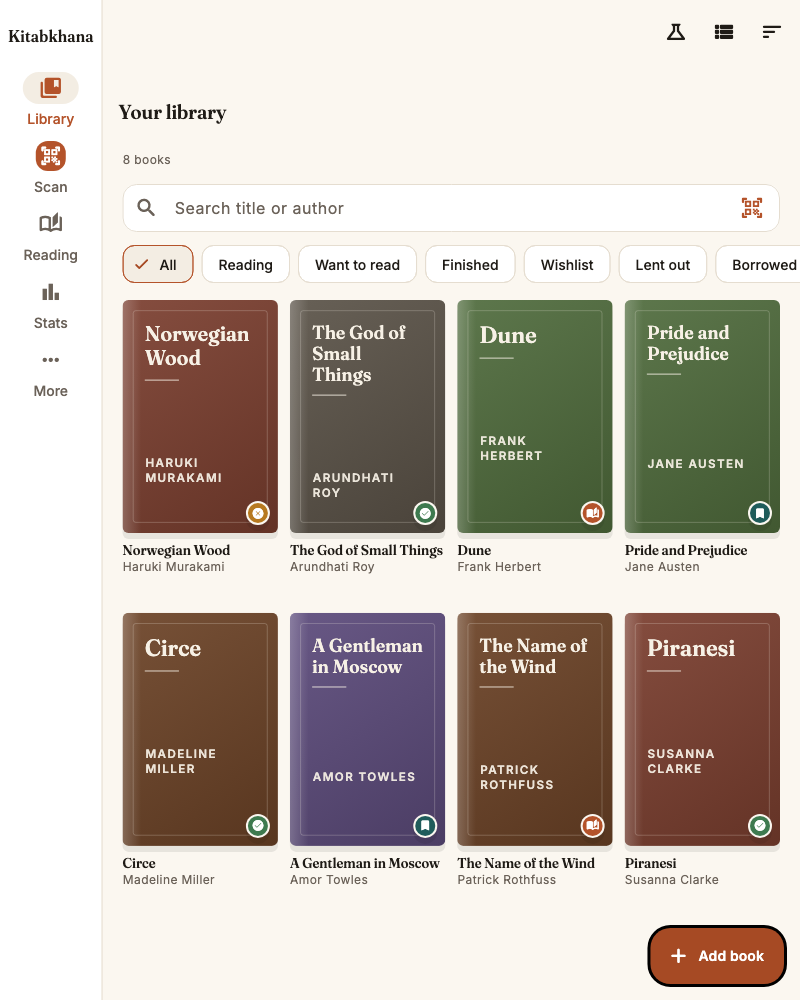 Kitabkhana
Library
Scan
Reading
Stats
More
Your library
8 books
Search title or author
All
Reading
Want to read
Finished
Wishlist
Lent out
Borrowed
Norwegian
Wood
HARUKI
MURAKAMI
Norwegian Wood
Haruki Murakami
The God of
Small
Things
ARUNDHATI
ROY
The God of Small Things
Arundhati Roy
Dune
FRANK
HERBERT
Dune
Frank Herbert
Pride and
Prejudice
JANE AUSTEN
Pride and Prejudice
Jane Austen
Circe
MADELINE
MILLER
Circe
Madeline Miller
A Gentleman
in Moscow
AMOR TOWLES
A Gentleman in Moscow
Amor Towles
The Name of
the Wind
PATRICK
ROTHFUSS
The Name of the Wind
Patrick Rothfuss
Piranesi
SUSANNA
CLARKE
Piranesi
Susanna Clarke
Add book